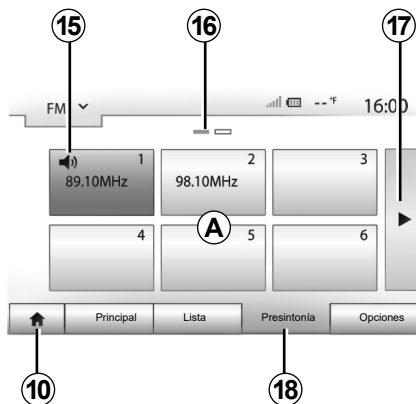 15
16
17
FM
--°F
16:00
1
2
3
89.10MHz
98.10MHz
A
4
5
6
Principal
Lista
Presintonía
Opciones
10
18